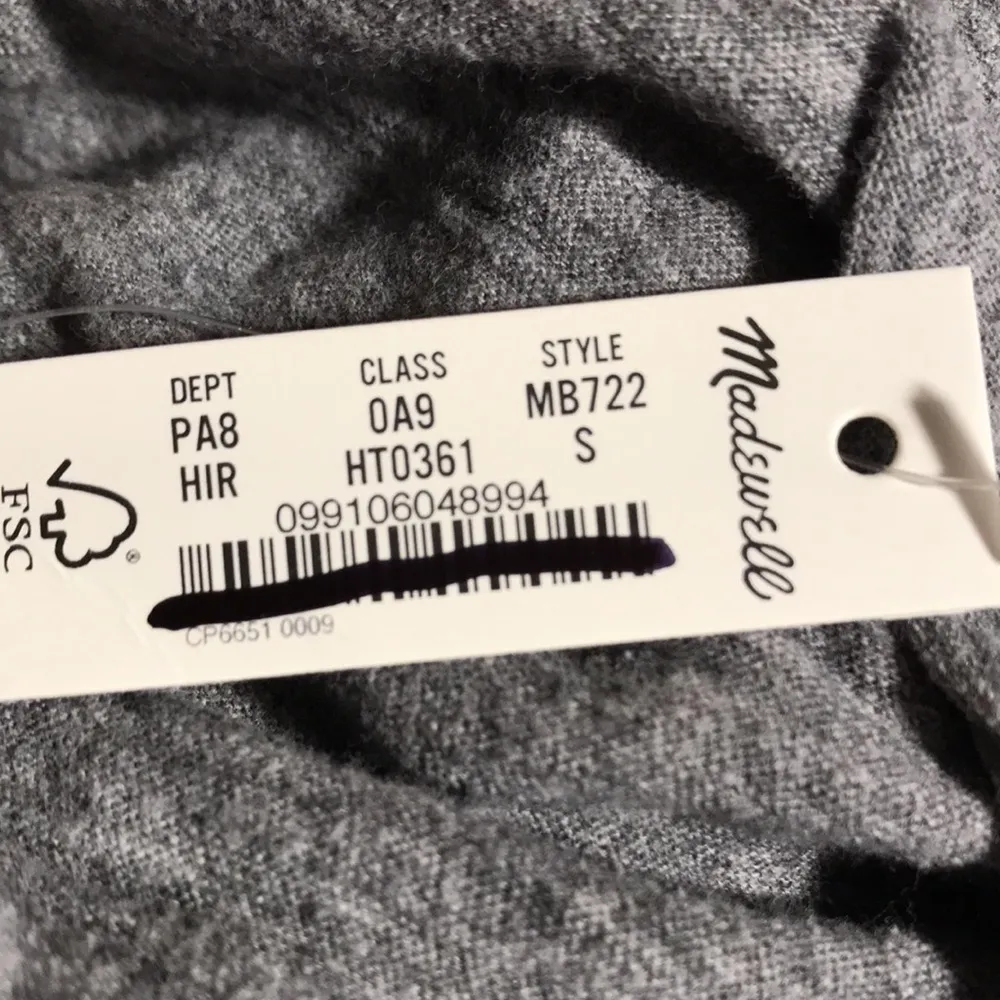 DEPT CLASS STYLE
PA8 0A9 MB722
HIR HT0361 S
099106048994
CP6651 0009
Madewell
FSC®